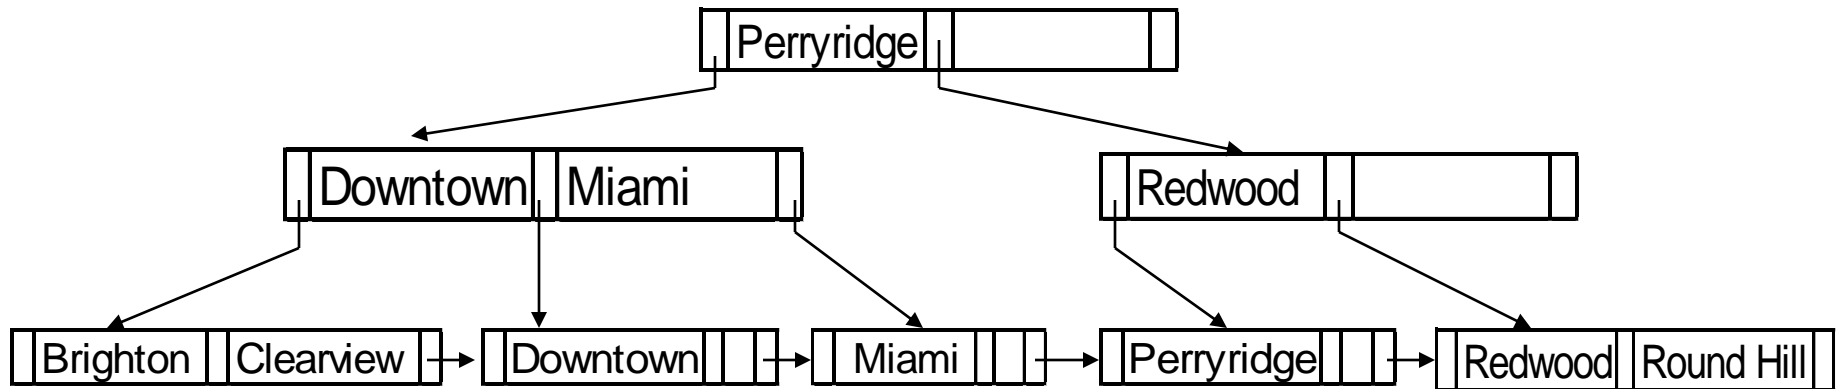 Perryridge
Downtown Miami
Redwood
Brighton Clearview
Downtown
Miami
Perryridge
Redwood Round Hill